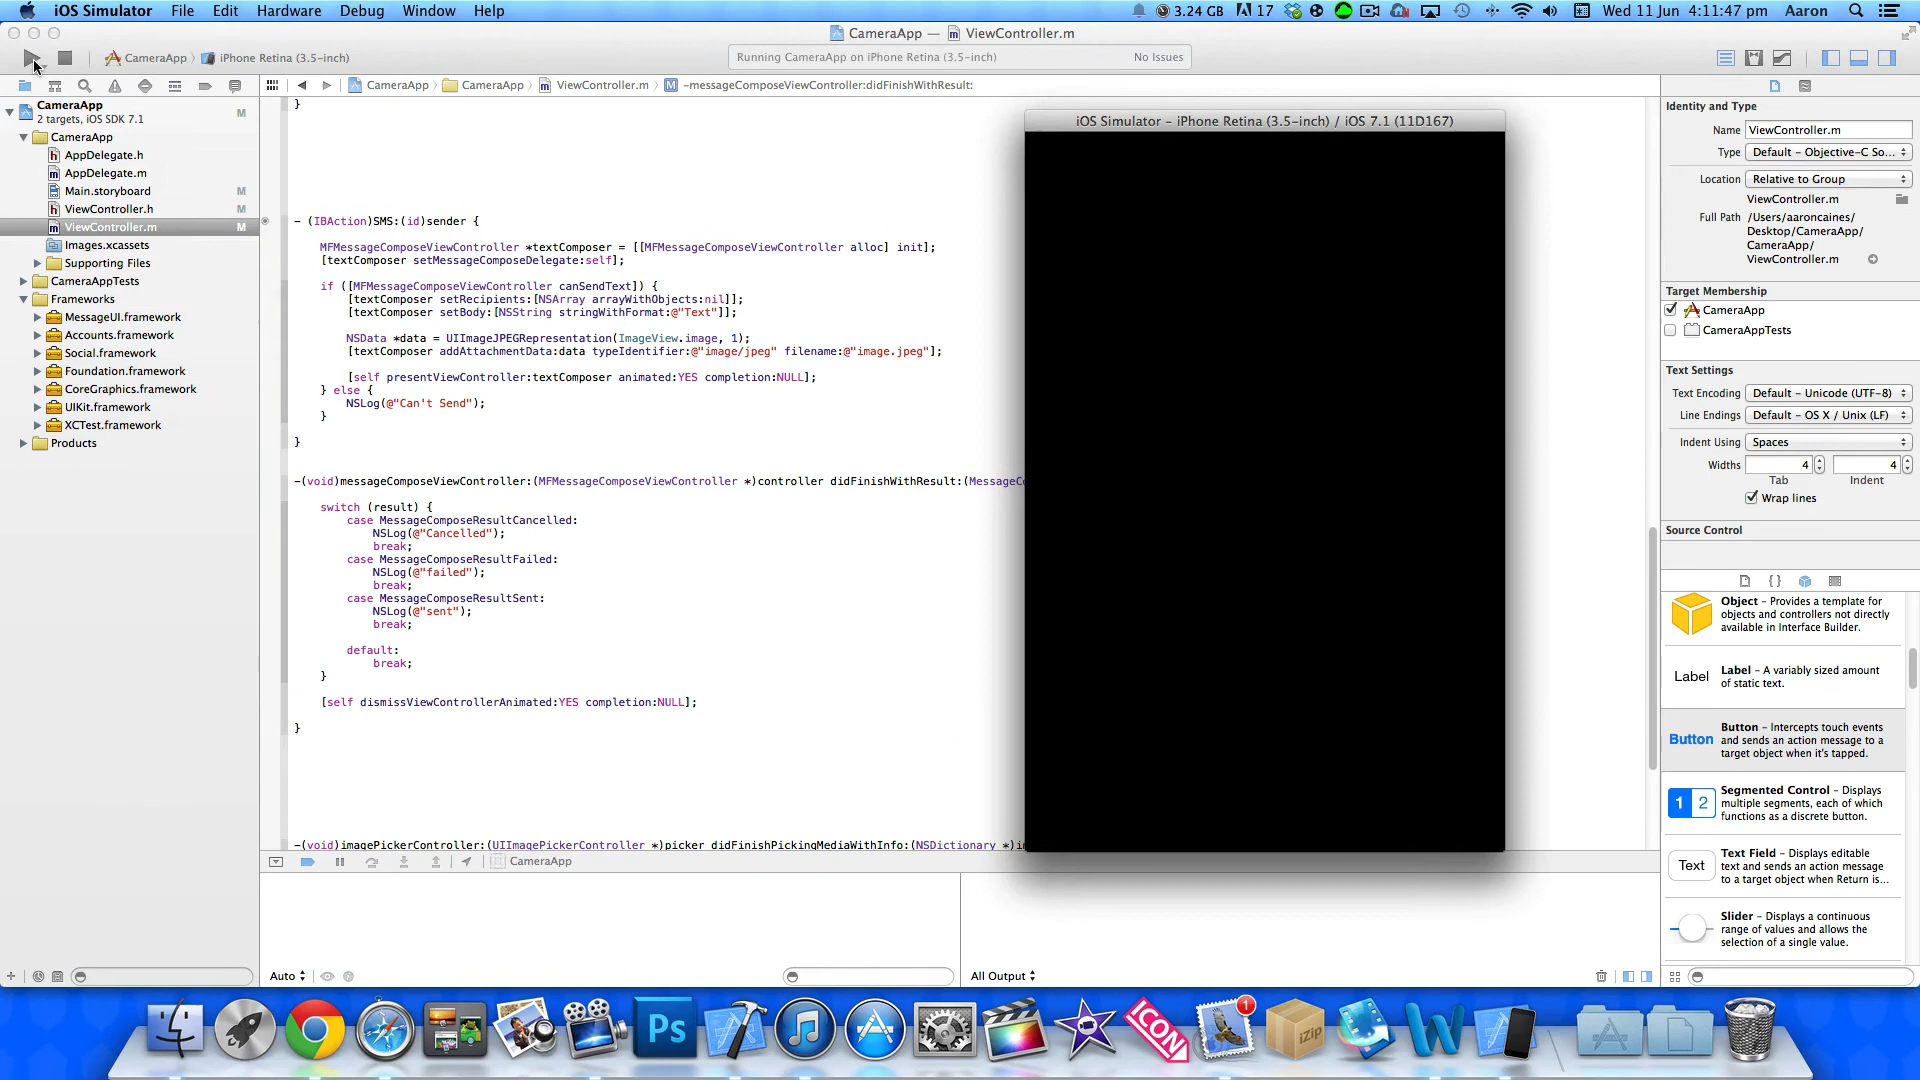 iOS Simulator File Edit Hardware Debug Window Help 3.24 GB 17 Wed 11 Jun 4:11:47 pm Aaron
CameraApp — ViewController.m
CameraApp iPhone Retina (3.5-inch)
Running CameraApp on iPhone Retina (3.5-inch) No Issues
CameraApp CameraApp ViewController.m M -messageComposeViewController:didFinishWithResult:
CameraApp
2 targets, iOS SDK 7.1
M
CameraApp
AppDelegate.h
AppDelegate.m
Main.storyboard M
ViewController.h M
ViewController.m M
Images.xcassets
Supporting Files
CameraAppTests
Frameworks
MessageUI.framework
Accounts.framework
Social.framework
Foundation.framework
CoreGraphics.framework
UIKit.framework
XCTest.framework
Products
}
- (IBAction)SMS:(id)sender {
MFMessageComposeViewController *textComposer = [[MFMessageComposeViewController alloc] init];
[textComposer setMessageComposeDelegate:self];
if ([MFMessageComposeViewController canSendText]) {
[textComposer setRecipients:[NSArray arrayWithObjects:nil]];
[textComposer setBody:[NSString stringWithFormat:@"Text"]];
NSData *data = UIImageJPEGRepresentation(ImageView.image, 1);
[textComposer addAttachmentData:data typeIdentifier:@"image/jpeg" filename:@"image.jpeg"];
[self presentViewController:textComposer animated:YES completion:NULL];
} else {
NSLog(@"Can't Send");
}
}
-(void)messageComposeViewController:(MFMessageComposeViewController *)controller didFinishWithResult:(MessageCo
switch (result) {
case MessageComposeResultCancelled:
NSLog(@"Cancelled");
break;
case MessageComposeResultFailed:
NSLog(@"failed");
break;
case MessageComposeResultSent:
NSLog(@"sent");
break;
default:
break;
}
[self dismissViewControllerAnimated:YES completion:NULL];
}
-(void)imagePickerController:(UIImagePickerController *)picker didFinishPickingMediaWithInfo:(NSDictionary *)in
CameraApp
Auto
All Output
iOS Simulator - iPhone Retina (3.5-inch) / iOS 7.1 (11D167)
Identity and Type
Name ViewController.m
Type Default - Objective-C So...
Location Relative to Group
ViewController.m
Full Path /Users/aaroncaines/
Desktop/CameraApp/
CameraApp/
ViewController.m
Target Membership
CameraApp
CameraAppTests
Text Settings
Text Encoding Default - Unicode (UTF-8)
Line Endings Default - OS X / Unix (LF)
Indent Using Spaces
Widths 4 4
Tab Indent
Wrap lines
Source Control
{ }
Object - Provides a template for
objects and controllers not directly
available in Interface Builder.
Label Label - A variably sized amount
of static text.
Button Button - Intercepts touch events
and sends an action message to a
target object when it's tapped.
1 2 Segmented Control - Displays
multiple segments, each of which
functions as a discrete button.
Text Text Field - Displays editable
text and sends an action message
to a target object when Return is...
Slider - Displays a continuous
range of values and allows the
selection of a single value.
Ps
ICON
1
iZip
W